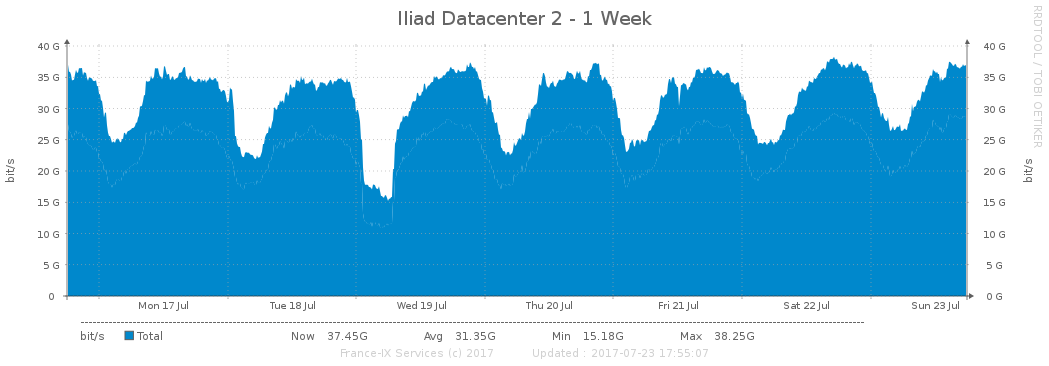 Iliad Datacenter 2 - 1 Week
RRDTOOL / TOBI OETIKER
40 G 40 G
35 G 35 G
30 G 30 G
25 G 25 G
20 G 20 G
15 G 15 G
10 G 10 G
5 G 5 G
0 0 G
bit/s bit/s
Mon 17 Jul Tue 18 Jul Wed 19 Jul Thu 20 Jul Fri 21 Jul Sat 22 Jul Sun 23 Jul
bit/s Total Now 37.45G Avg 31.35G Min 15.18G Max 38.25G
France-IX Services (c) 2017 Updated : 2017-07-23 17:55:07